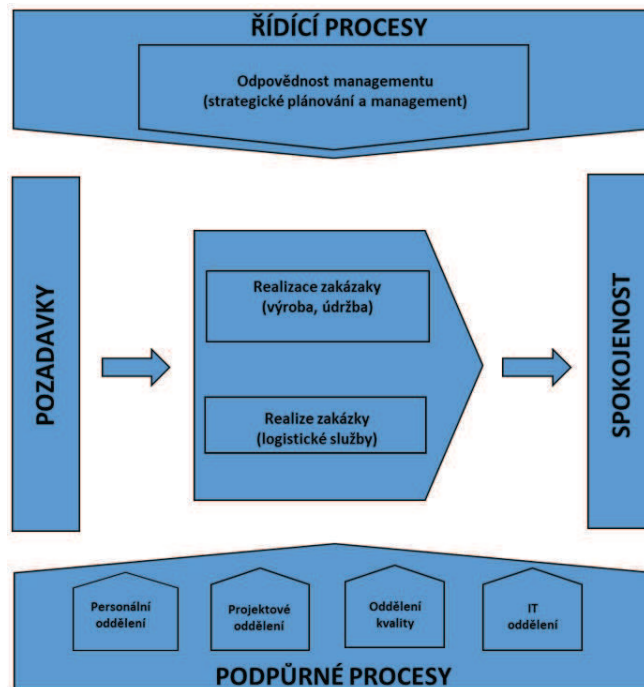 ŘÍDÍCÍ PROCESY
Odpovědnost managementu
(strategické plánování a management)
POZADAVKY
Realizace zakázaky
(výroba, údržba)
Realize zakázky
(logistické služby)
SPOKOJENOST
Personální
oddělení
Projektové
oddělení
Oddělení
kvality
IT
oddělení
PODPŮRNÉ PROCESY